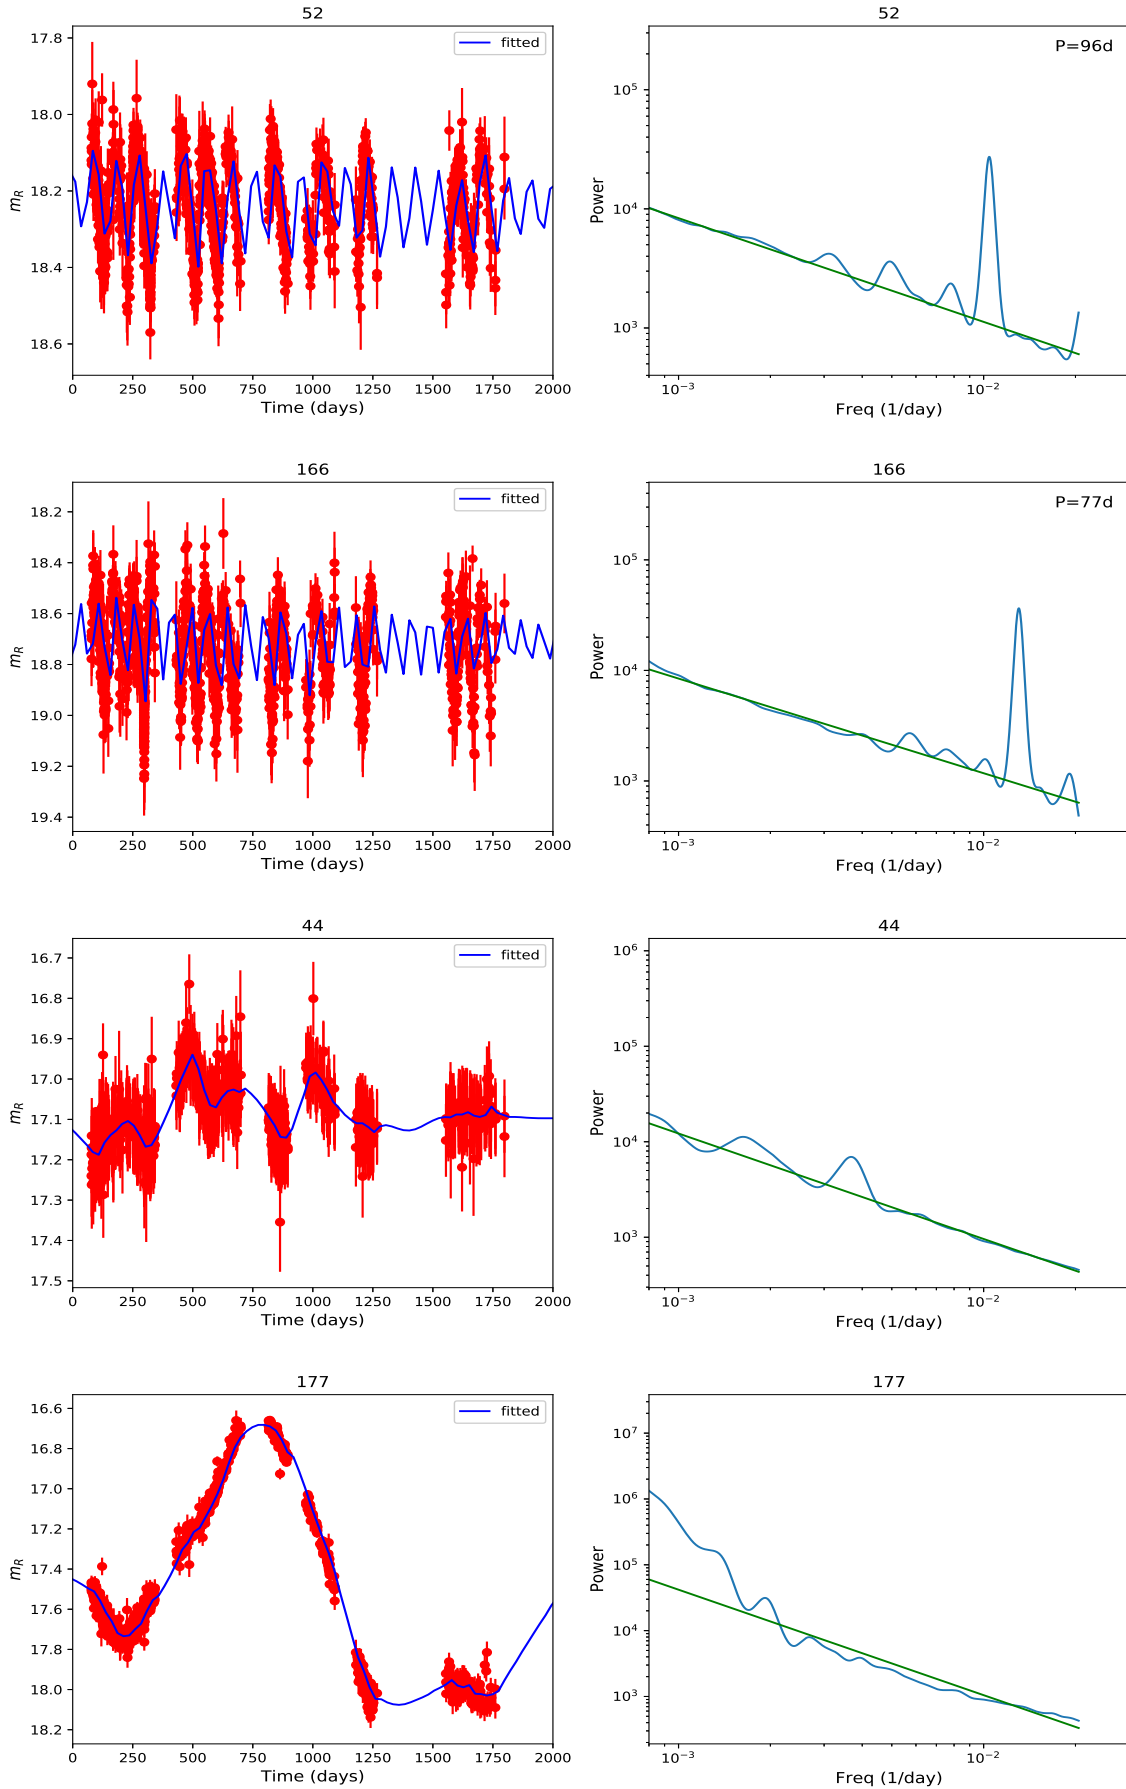 52
17.8
18.0
18.2
18.4
18.6
m_R
fitted
0 250 500 750 1000 1250 1500 1750 2000
Time (days)
52
P=96d
10^5
10^4
10^3
Power
10^−3 10^−2
Freq (1/day)
166
18.2
18.4
18.6
18.8
19.0
19.2
19.4
m_R
fitted
0 250 500 750 1000 1250 1500 1750 2000
Time (days)
166
P=77d
10^5
10^4
10^3
Power
10^−3 10^−2
Freq (1/day)
44
16.7
16.8
16.9
17.0
17.1
17.2
17.3
17.4
17.5
m_R
fitted
0 250 500 750 1000 1250 1500 1750 2000
Time (days)
44
10^6
10^5
10^4
10^3
Power
10^−3 10^−2
Freq (1/day)
177
16.6
16.8
17.0
17.2
17.4
17.6
17.8
18.0
18.2
m_R
fitted
0 250 500 750 1000 1250 1500 1750 2000
Time (days)
177
10^7
10^6
10^5
10^4
10^3
Power
10^−3 10^−2
Freq (1/day)